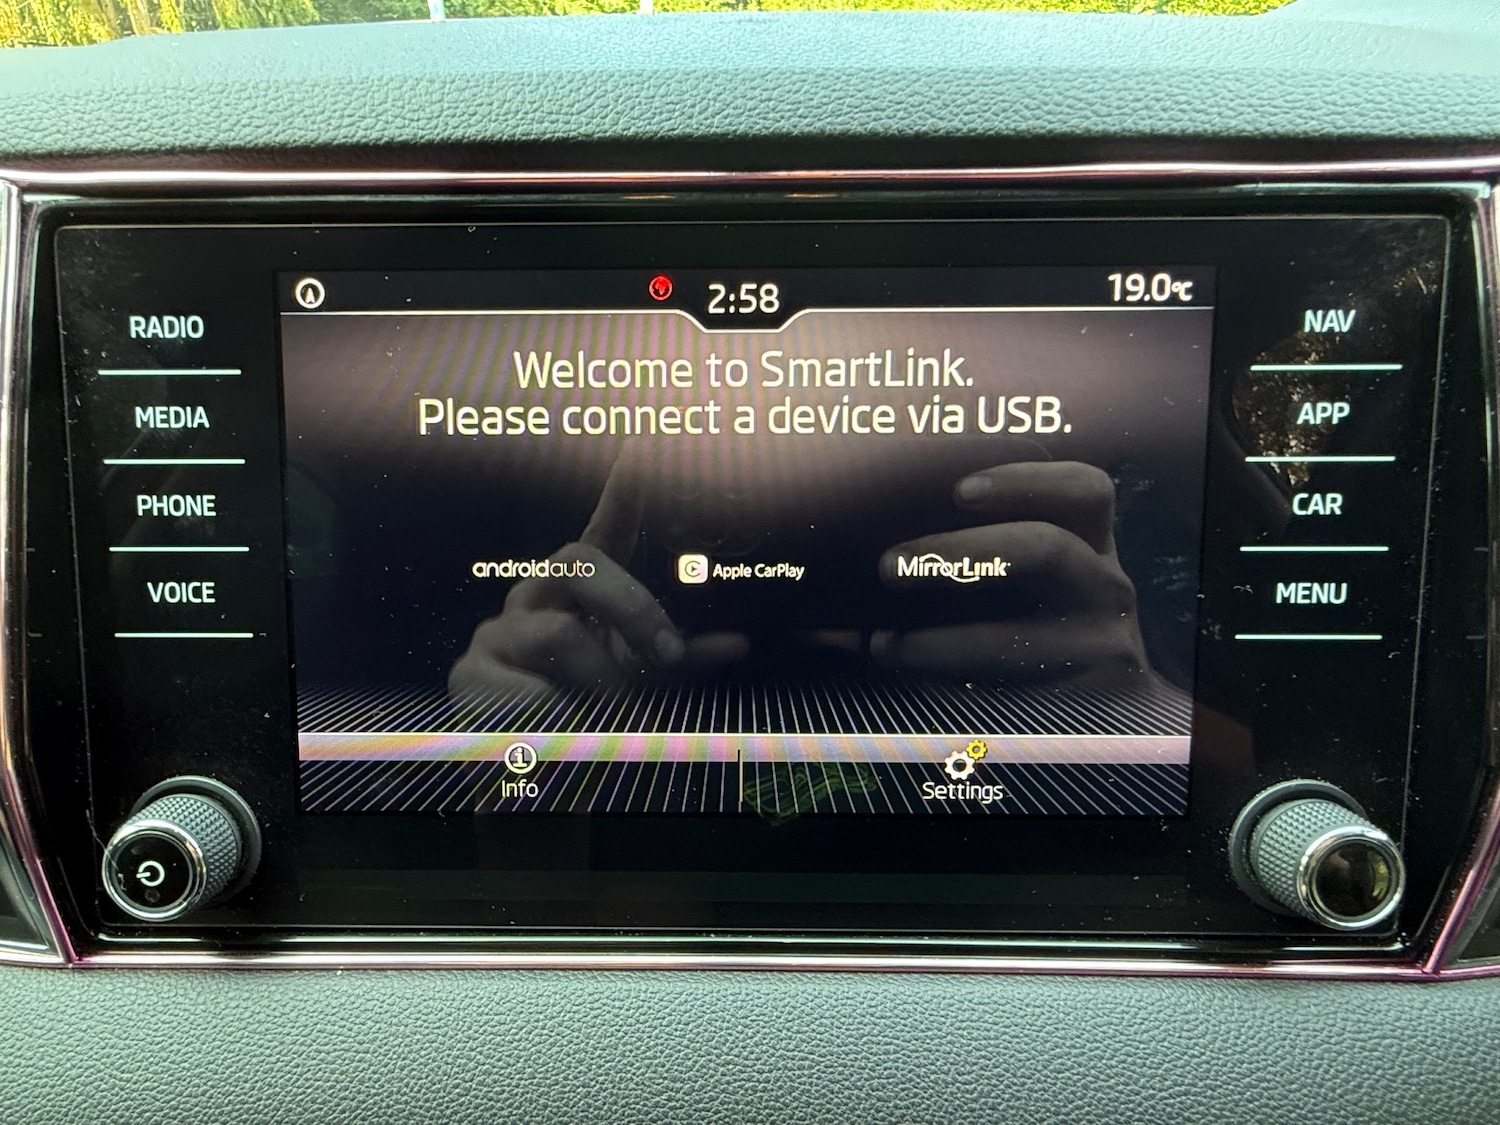 2:58
19.0°C
RADIO
MEDIA
PHONE
VOICE
Welcome to SmartLink.
Please connect a device via USB.
androidauto
Apple CarPlay
MirrorLink
Info
Settings
NAV
APP
CAR
MENU